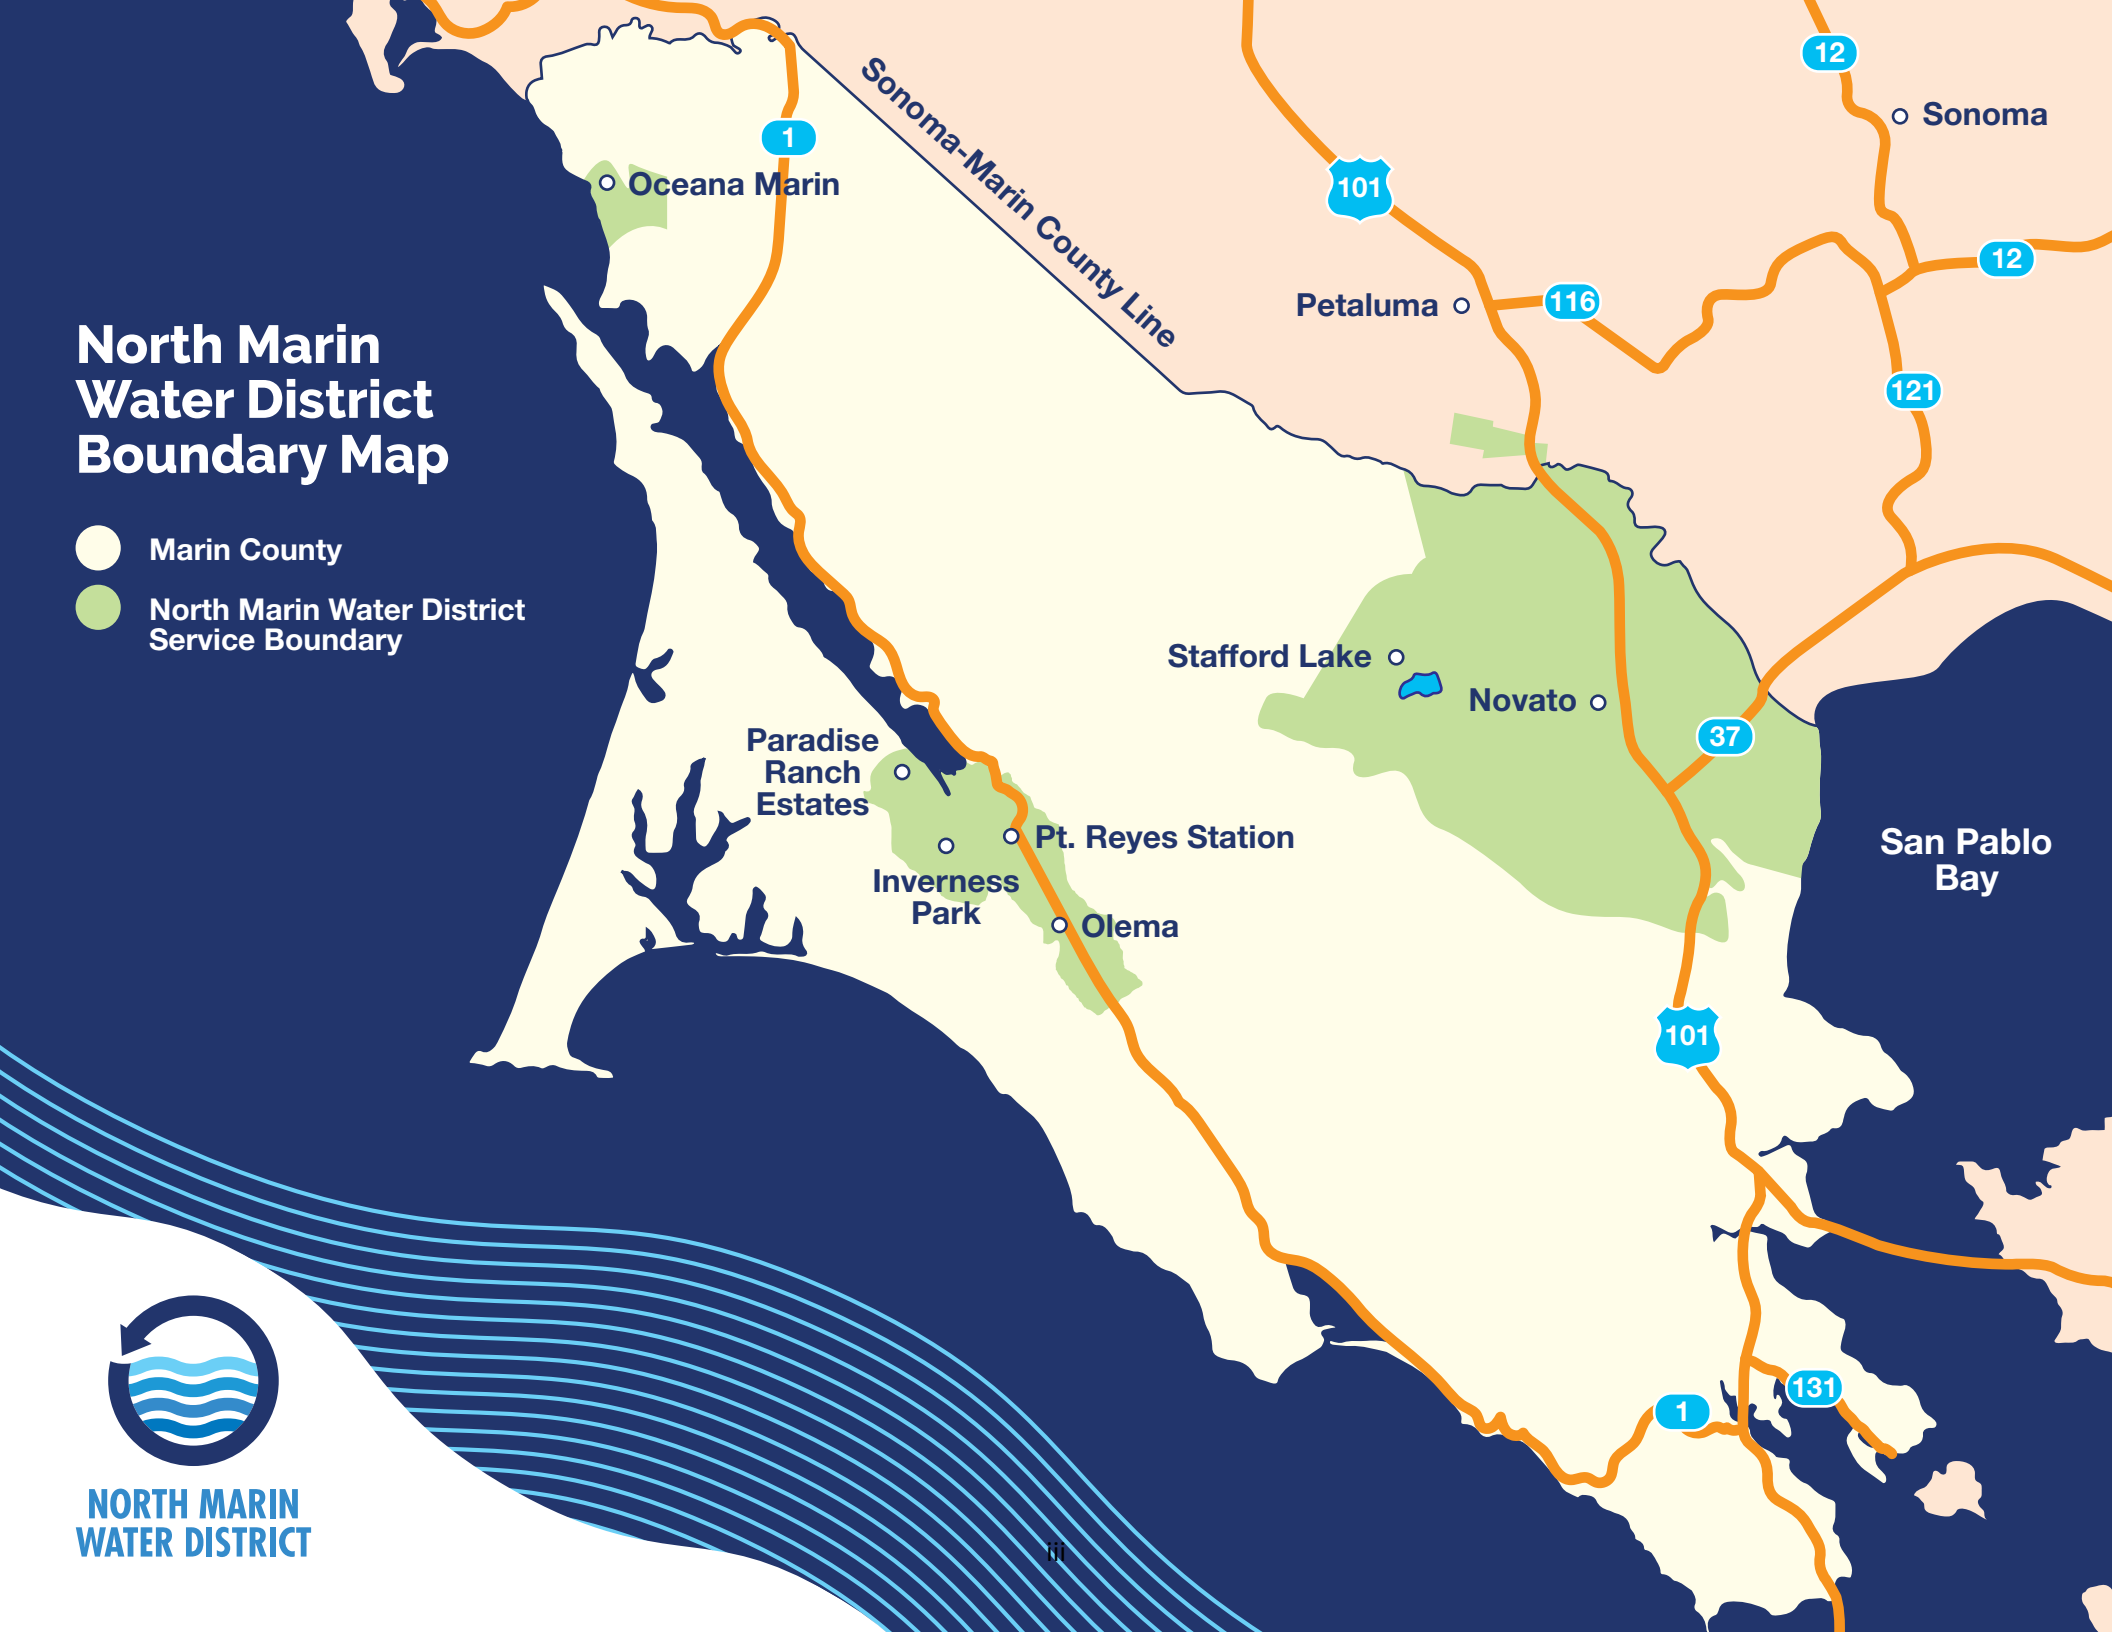 12
Sonoma
Sonoma-Marin County Line
1
Oceana Marin
101
12
Petaluma
116
North Marin
Water District
Boundary Map
121
Marin County
North Marin Water District
Service Boundary
Stafford Lake
Novato
37
Paradise
Ranch
Estates
Pt. Reyes Station
San Pablo
Bay
Inverness
Park
Olema
101
131
1
NORTH MARIN
WATER DISTRICT
iii